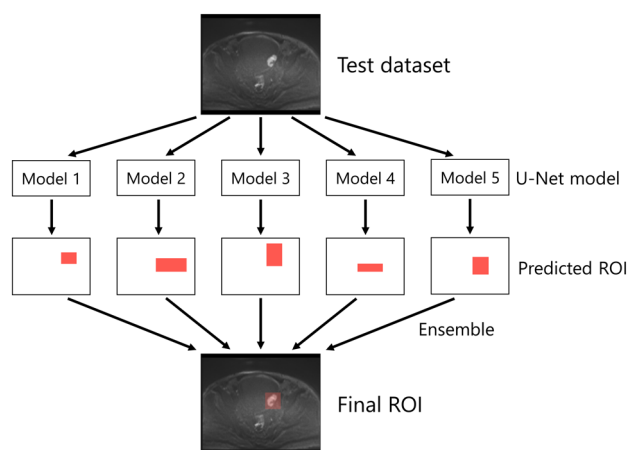 Test dataset
Model 1
Model 2
Model 3
Model 4
Model 5
U-Net model
Predicted ROI
Ensemble
Final ROI